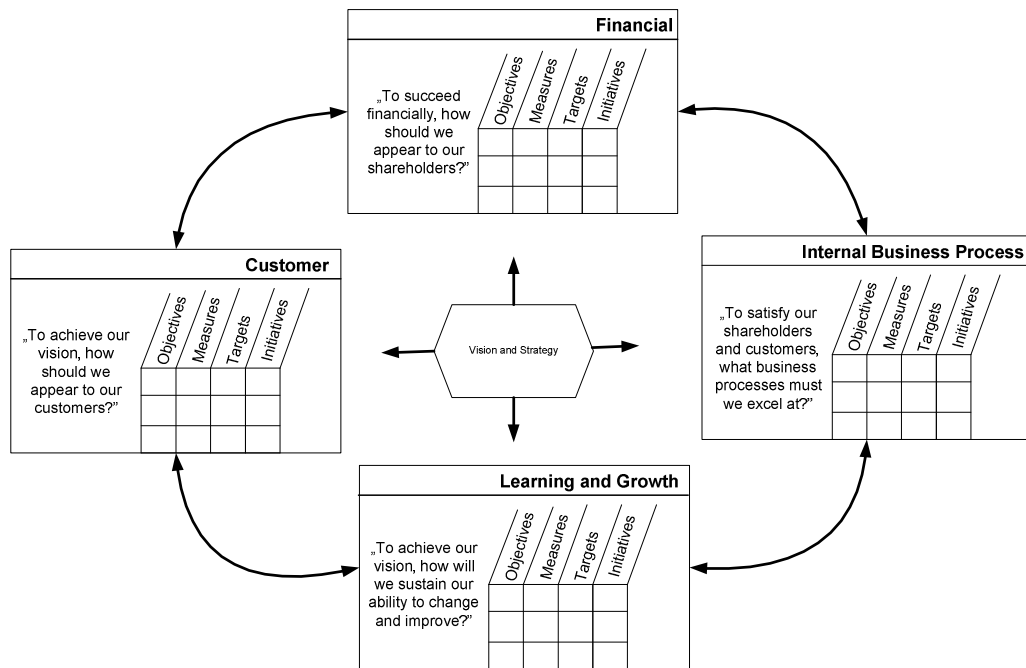 Financial
„To succeed
financially, how
should we
appear to our
shareholders?”
Objectives
Measures
Targets
Initiatives
Customer
„To achieve our
vision, how
should we
appear to our
customers?”
Objectives
Measures
Targets
Initiatives
Vision and Strategy
Internal Business Process
„To satisfy our
shareholders
and customers,
what business
processes must
we excel at?”
Objectives
Measures
Targets
Initiatives
Learning and Growth
„To achieve our
vision, how will
we sustain our
ability to change
and improve?”
Objectives
Measures
Targets
Initiatives